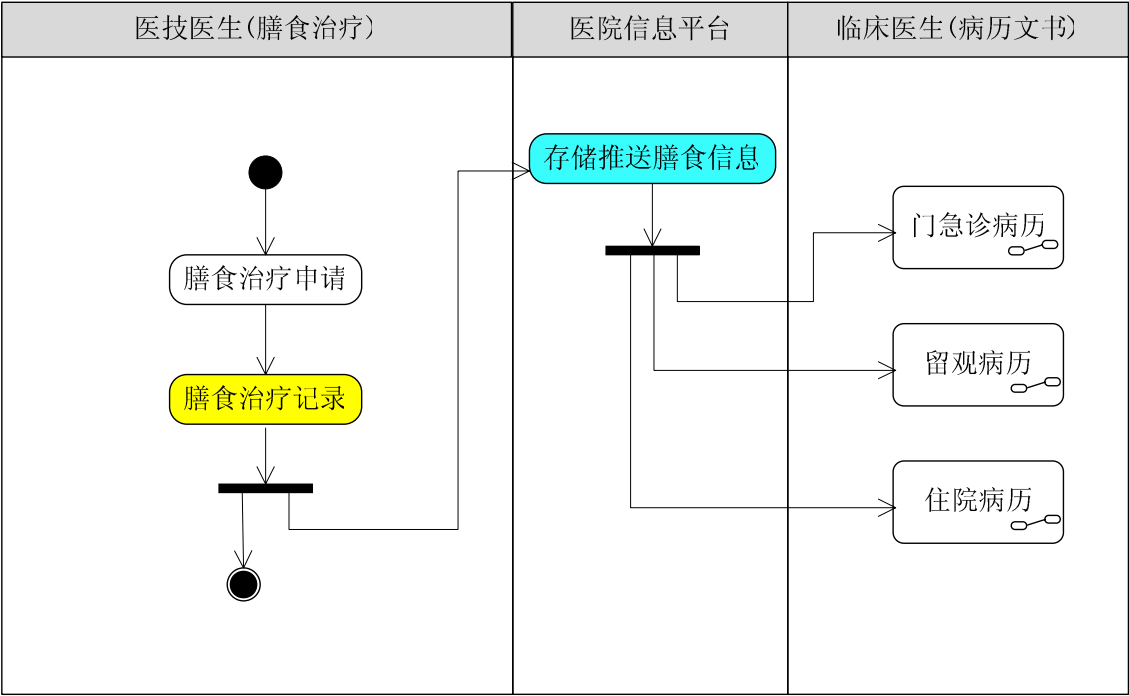 医技医生(膳食治疗)
医院信息平台
临床医生(病历文书)
存储推送膳食信息
门急诊病历
膳食治疗申请
留观病历
膳食治疗记录
住院病历